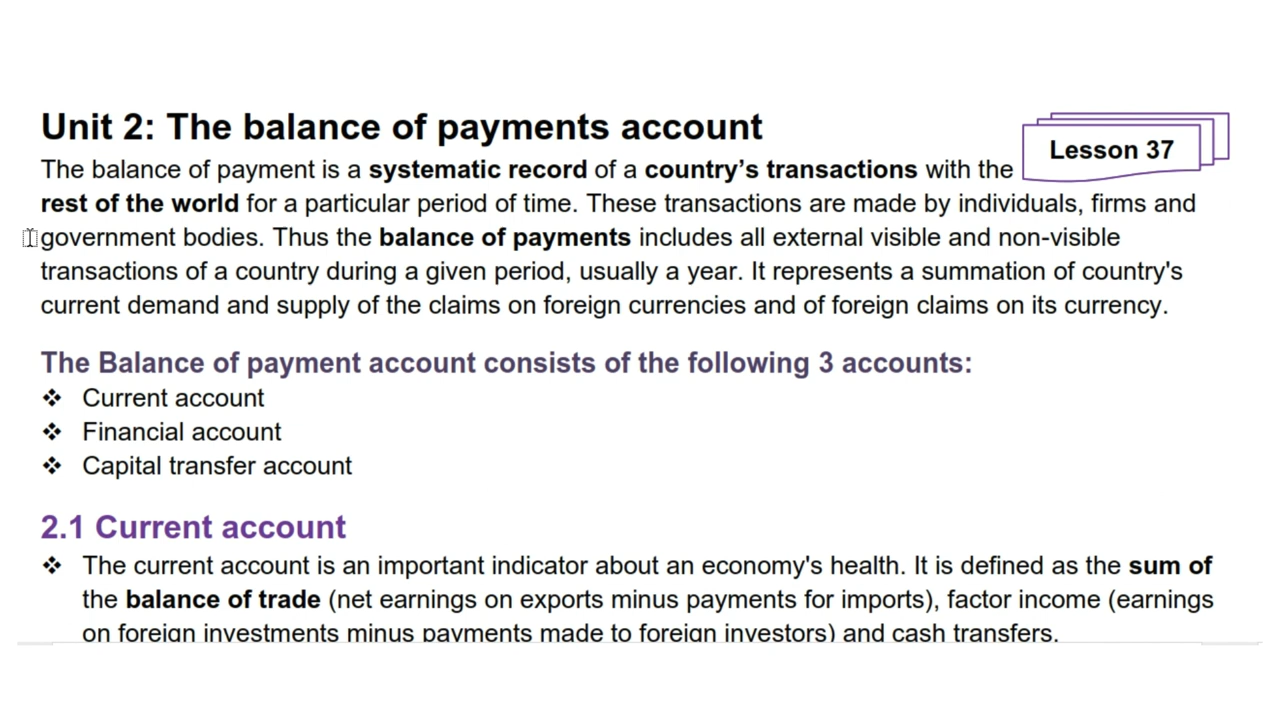 Unit 2: The balance of payments account
Lesson 37
The balance of payment is a systematic record of a country’s transactions with the
rest of the world for a particular period of time. These transactions are made by individuals, firms and
government bodies. Thus the balance of payments includes all external visible and non-visible
transactions of a country during a given period, usually a year. It represents a summation of country's
current demand and supply of the claims on foreign currencies and of foreign claims on its currency.
The Balance of payment account consists of the following 3 accounts:
❖ Current account
❖ Financial account
❖ Capital transfer account
2.1 Current account
❖ The current account is an important indicator about an economy's health. It is defined as the sum of
the balance of trade (net earnings on exports minus payments for imports), factor income (earnings
on foreign investments minus payments made to foreign investors) and cash transfers.